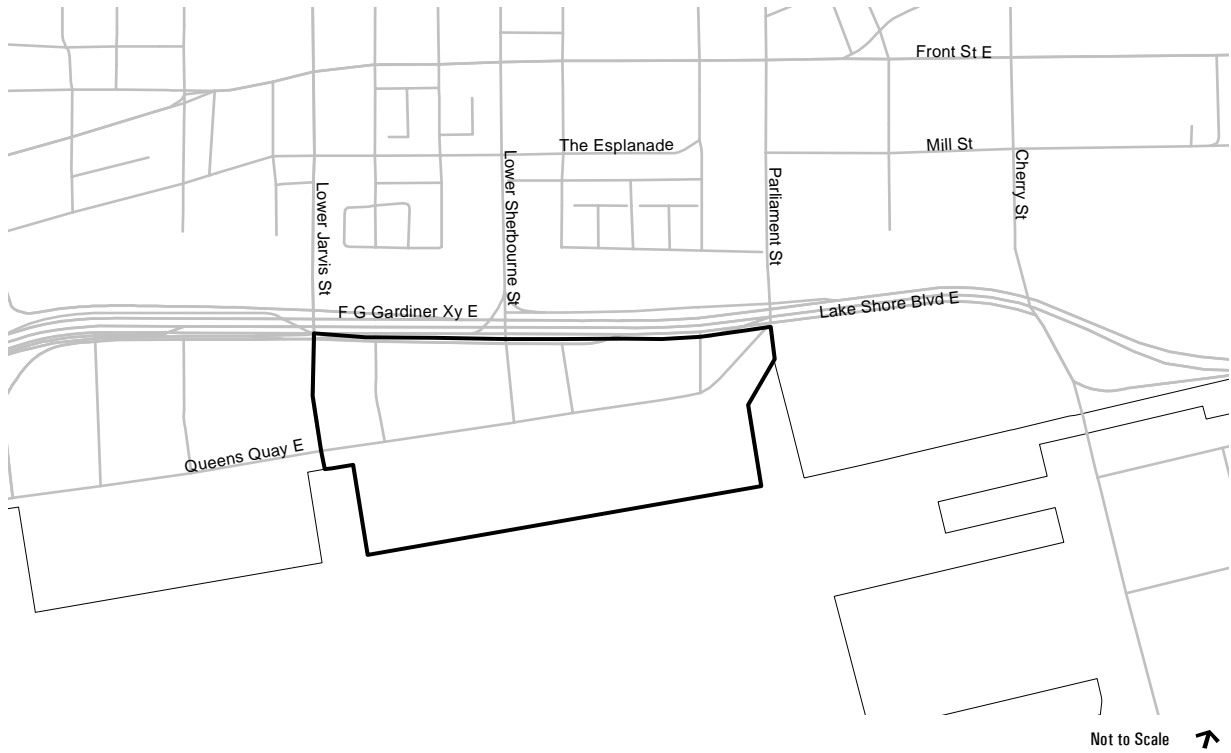 Front St E
The Esplanade
Mill St
Lower Jarvis St
Lower Sherbourne St
Parliament St
Cherry St
F G Gardiner Xy E
Lake Shore Blvd E
Queens Quay E
Not to Scale